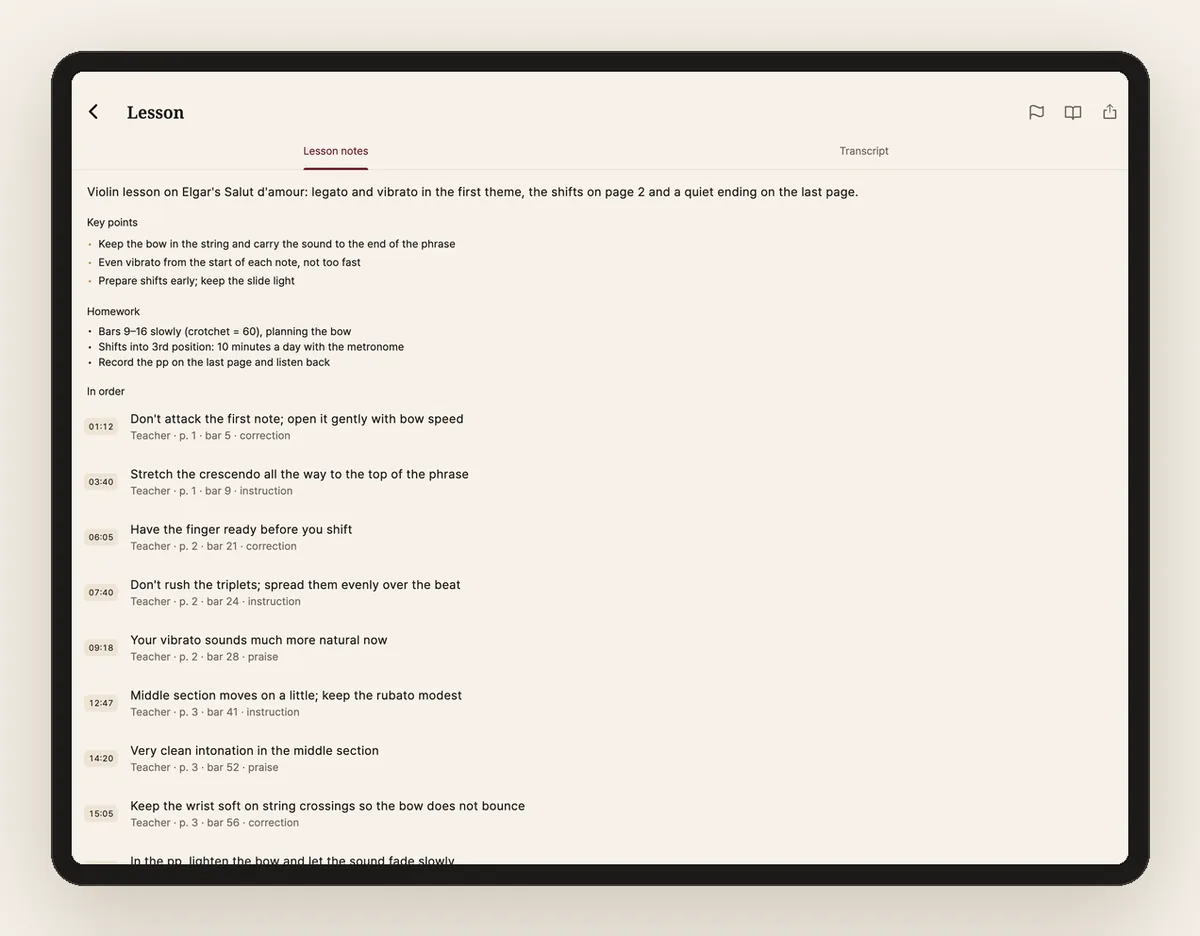 Lesson
Lesson notes
Transcript
Violin lesson on Elgar's Salut d'amour: legato and vibrato in the first theme, the shifts on page 2 and a quiet ending on the last page.
Key points
• Keep the bow in the string and carry the sound to the end of the phrase
• Even vibrato from the start of each note, not too fast
• Prepare shifts early; keep the slide light
Homework
• Bars 9–16 slowly (crotchet = 60), planning the bow
• Shifts into 3rd position: 10 minutes a day with the metronome
• Record the pp on the last page and listen back
In order
01:12
Don't attack the first note; open it gently with bow speed
Teacher · p. 1 · bar 5 · correction
03:40
Stretch the crescendo all the way to the top of the phrase
Teacher · p. 1 · bar 9 · instruction
06:05
Have the finger ready before you shift
Teacher · p. 2 · bar 21 · correction
07:40
Don't rush the triplets; spread them evenly over the beat
Teacher · p. 2 · bar 24 · instruction
09:18
Your vibrato sounds much more natural now
Teacher · p. 2 · bar 28 · praise
12:47
Middle section moves on a little; keep the rubato modest
Teacher · p. 3 · bar 41 · instruction
14:20
Very clean intonation in the middle section
Teacher · p. 3 · bar 52 · praise
15:05
Keep the wrist soft on string crossings so the bow does not bounce
Teacher · p. 3 · bar 56 · correction
In the pp, lighten the bow and let the sound fade slowly